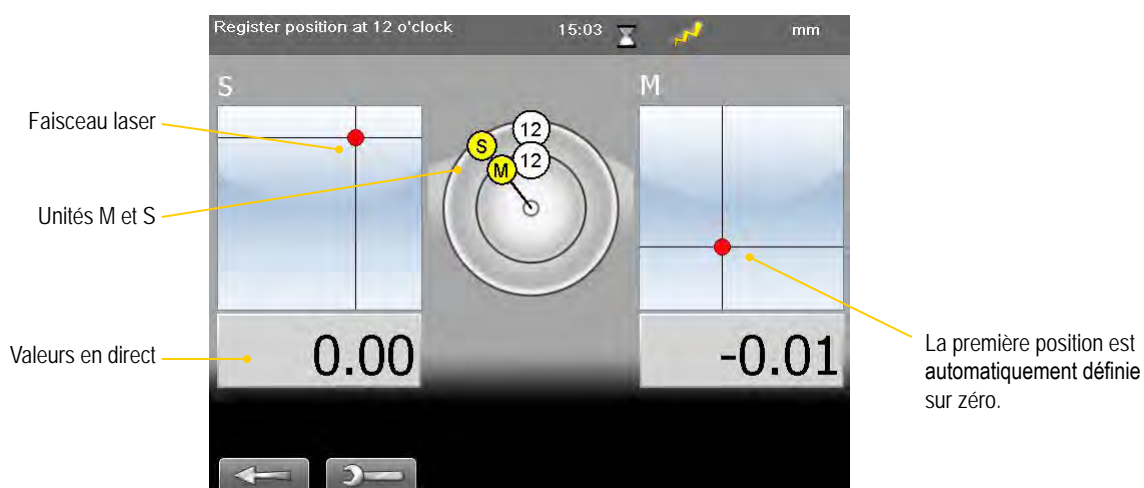 Register position at 12 o'clock 15:03 mm
S M
Faisceau laser
12
S
12
M
Unités M et S
Valeurs en direct
0.00 -0.01
La première position est
automatiquement définie
sur zéro.